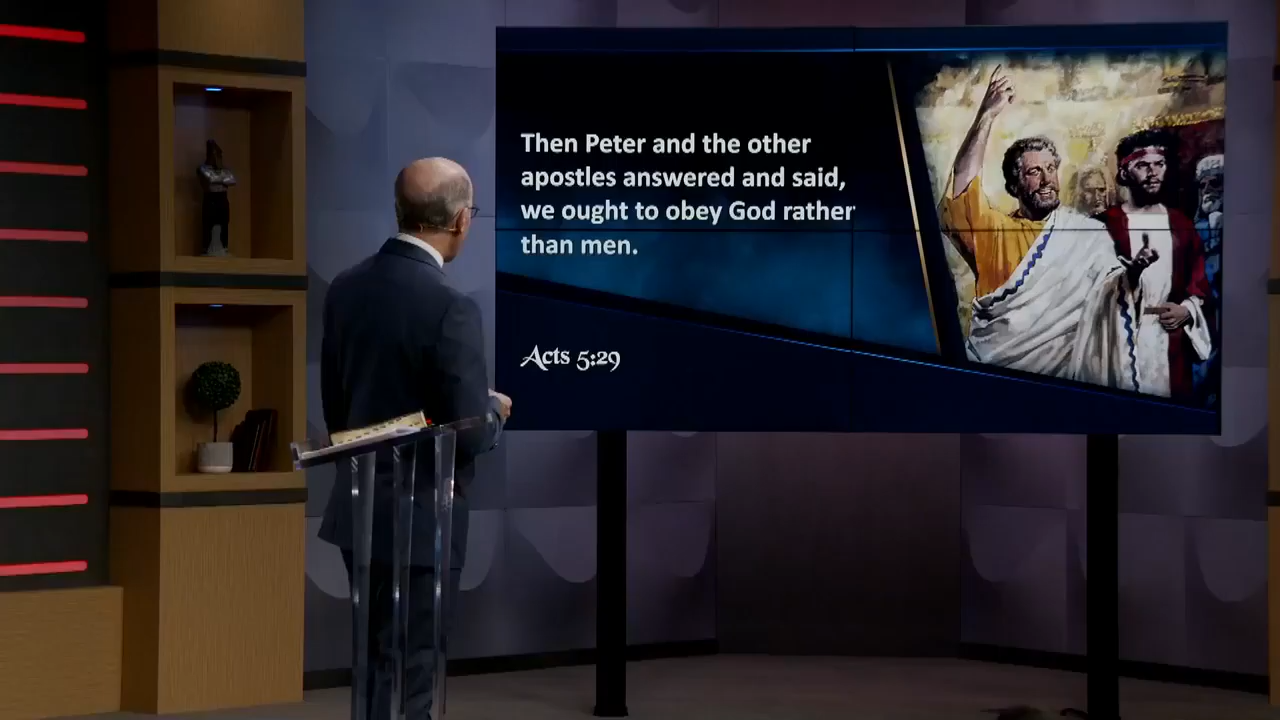 Then Peter and the other
apostles answered and said,
we ought to obey God rather
than men.
Acts 5:29